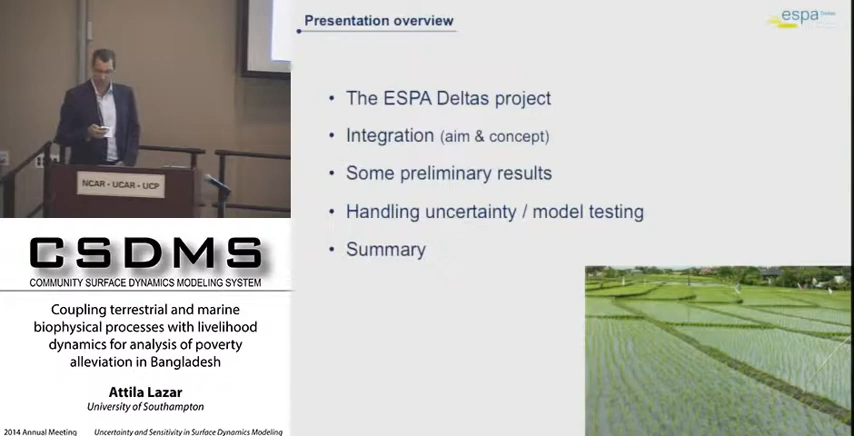 Presentation overview
espa
• The ESPA Deltas project
• Integration (aim & concept)
• Some preliminary results
• Handling uncertainty / model testing
• Summary
NCAR • UCAR • UCP
CSDMS
COMMUNITY SURFACE DYNAMICS MODELING SYSTEM
Coupling terrestrial and marine
biophysical processes with livelihood
dynamics for analysis of poverty
alleviation in Bangladesh
Attila Lazar
University of Southampton
2014 Annual Meeting Uncertainty and Sensitivity in Surface Dynamics Modeling